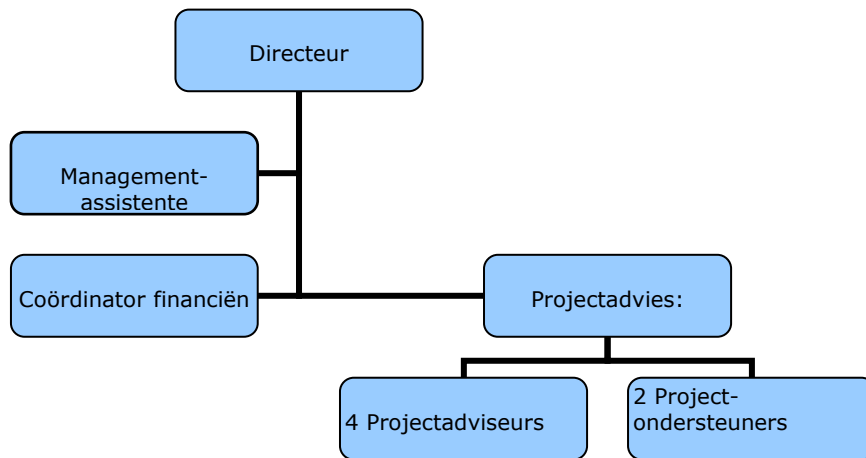 Directeur
Management-
assistente
Coördinator financiën
Projectadvies:
4 Projectadviseurs
2 Project-
ondersteuners